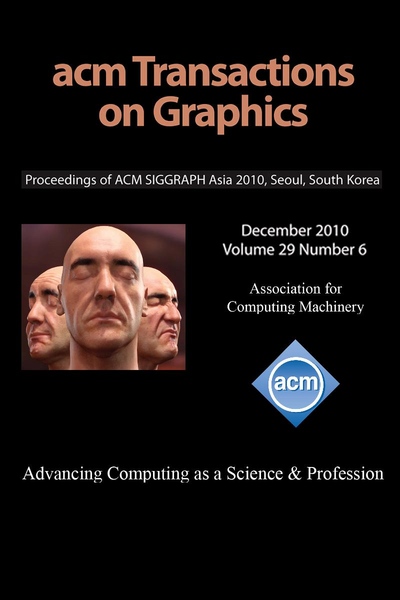 acm Transactions
on Graphics
Proceedings of ACM SIGGRAPH Asia 2010, Seoul, South Korea
December 2010
Volume 29 Number 6
Association for
Computing Machinery
acm
Advancing Computing as a Science & Profession